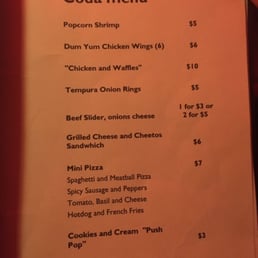 Menu
Popcorn Shrimp $5
Dum Yum Chicken Wings (6) $6
"Chicken and Waffles" $10
Tempura Onion Rings $5
1 for $3 or
Beef Slider, onions cheese 2 for $5
Grilled Cheese and Cheetos
Sandwhich $6
Mini Pizza $7
Spaghetti and Meatball Pizza
Spicy Sausage and Peppers
Tomato, Basil and Cheese
Hotdog and French Fries
Cookies and Cream "Push
Pop" $3